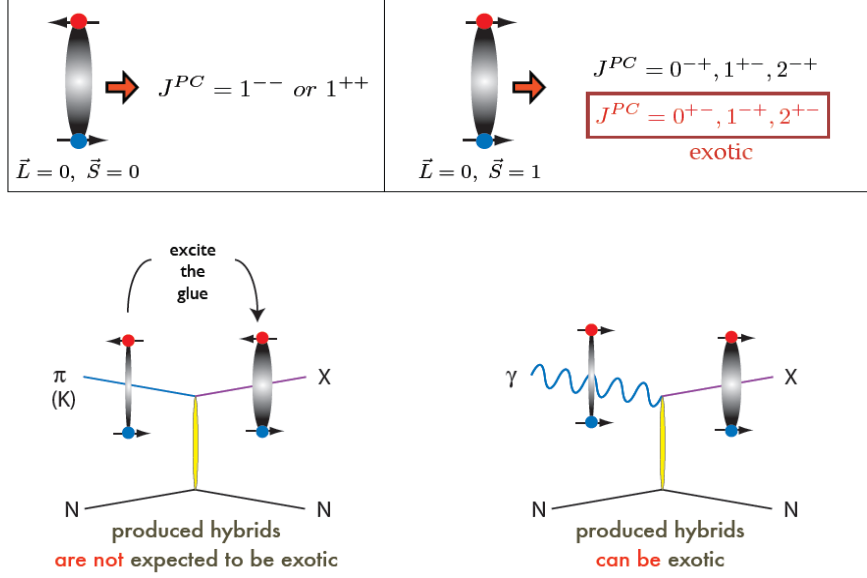 J^{PC} = 1^{--} or 1^{++}
L⃗ = 0, S⃗ = 0
J^{PC} = 0^{-+}, 1^{+-}, 2^{-+}
J^{PC} = 0^{+-}, 1^{-+}, 2^{+-}
exotic
L⃗ = 0, S⃗ = 1
excite
the
glue
π
(K)
X
N
N
produced hybrids
are not expected to be exotic
γ
X
N
N
produced hybrids
can be exotic